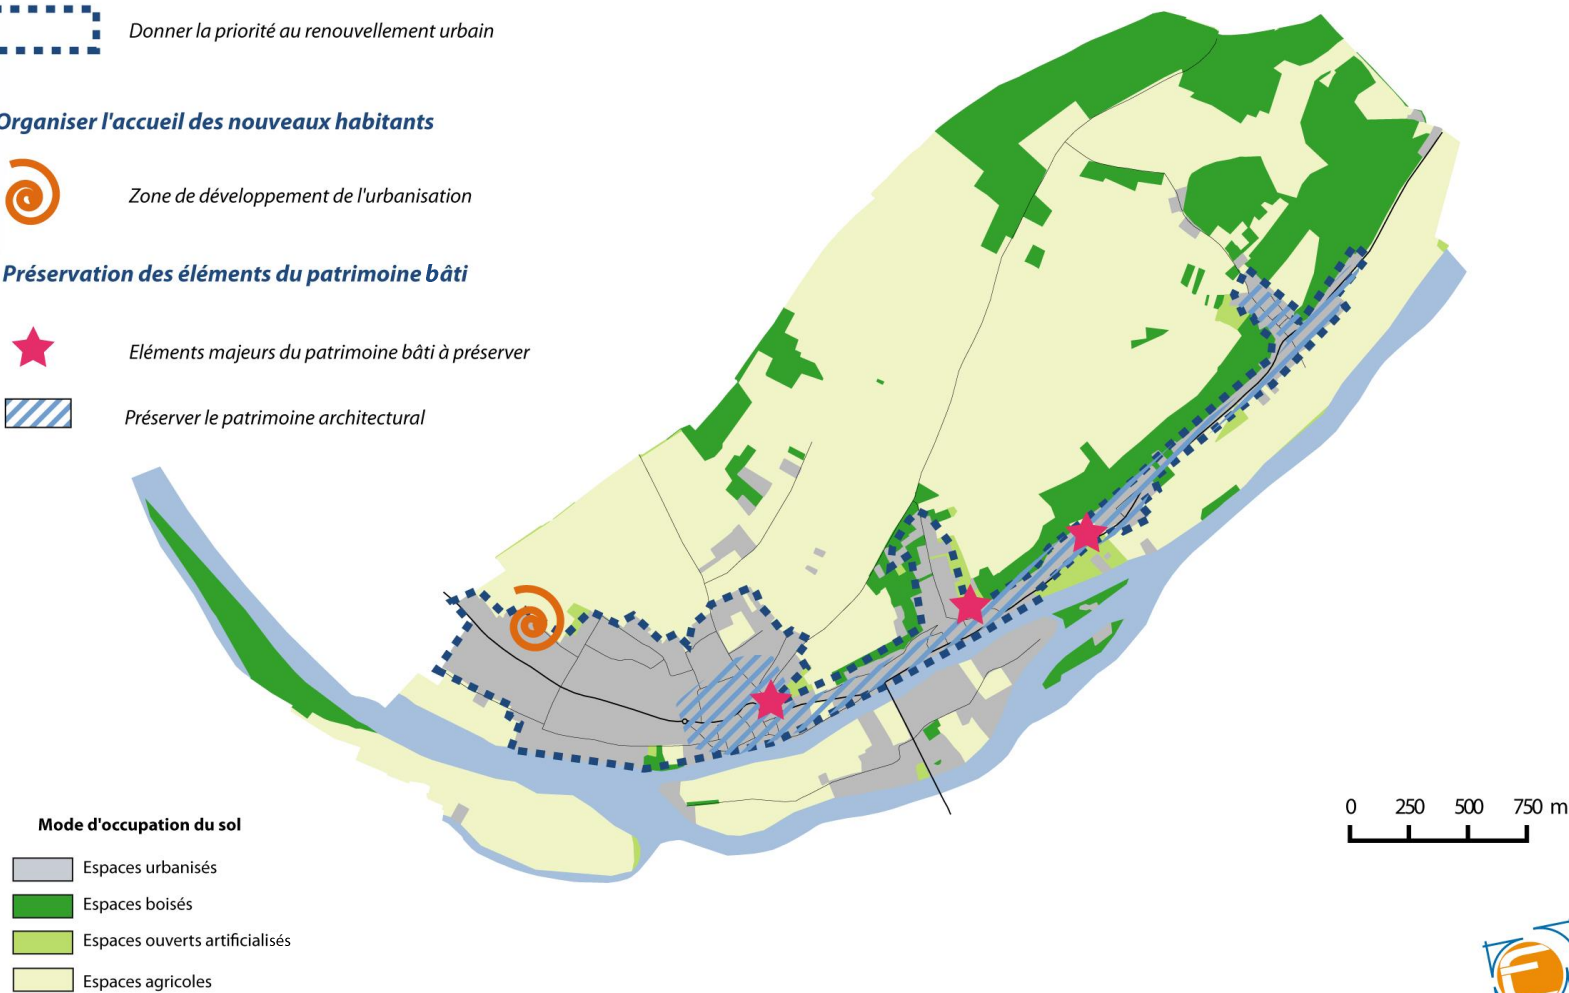 Donner la priorité au renouvellement urbain
Organiser l'accueil des nouveaux habitants
Zone de développement de l'urbanisation
Préservation des éléments du patrimoine bâti
Eléments majeurs du patrimoine bâti à préserver
Préserver le patrimoine architectural
Mode d'occupation du sol
Espaces urbanisés
Espaces boisés
Espaces ouverts artificialisés
Espaces agricoles
0 250 500 750 m